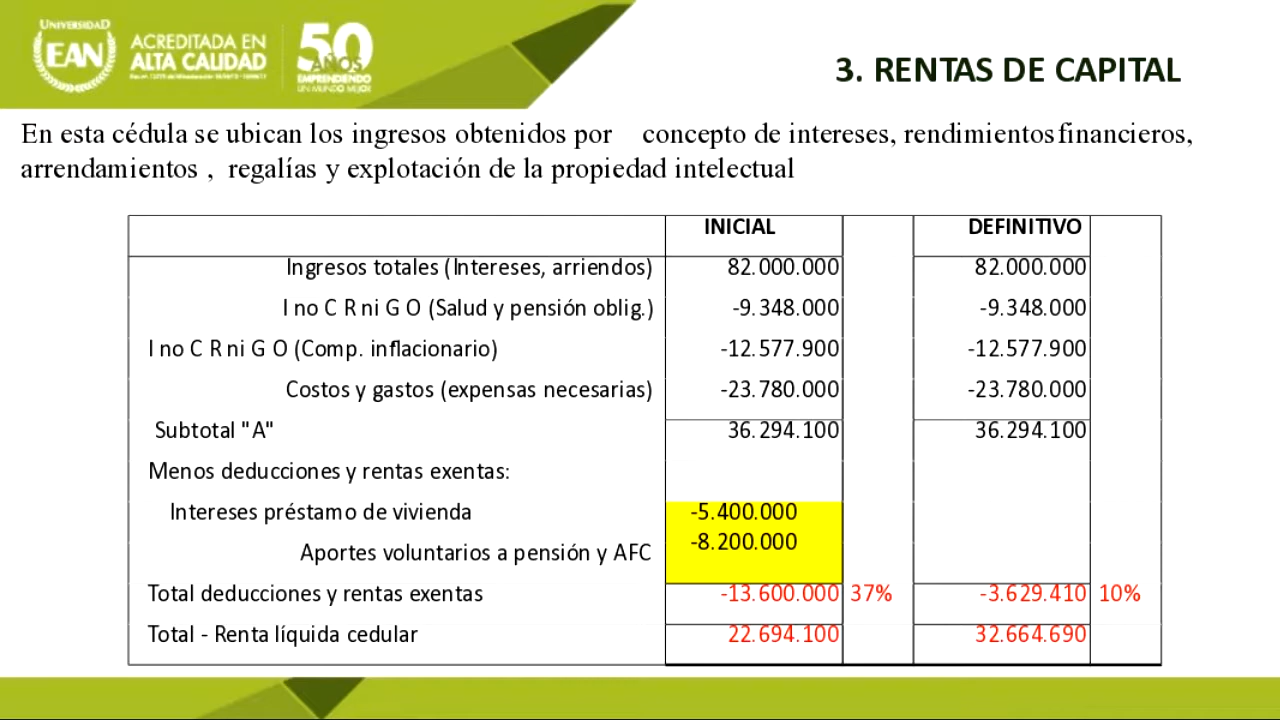 UNIVERSIDAD
EAN
ACREDITADA EN
ALTA CALIDAD
50
AÑOS
EMPRENDIENDO
UN MUNDO MEJOR
3. RENTAS DE CAPITAL
En esta cédula se ubican los ingresos obtenidos por concepto de intereses, rendimientos financieros,
arrendamientos , regalías y explotación de la propiedad intelectual
INICIAL DEFINITIVO
Ingresos totales (Intereses, arriendos) 82.000.000 82.000.000
I no C R ni G O (Salud y pensión oblig.) -9.348.000 -9.348.000
I no C R ni G O (Comp. inflacionario) -12.577.900 -12.577.900
Costos y gastos (expensas necesarias) -23.780.000 -23.780.000
Subtotal "A" 36.294.100 36.294.100
Menos deducciones y rentas exentas:
Intereses préstamo de vivienda -5.400.000
Aportes voluntarios a pensión y AFC -8.200.000
Total deducciones y rentas exentas -13.600.000 37% -3.629.410 10%
Total - Renta líquida cedular 22.694.100 32.664.690